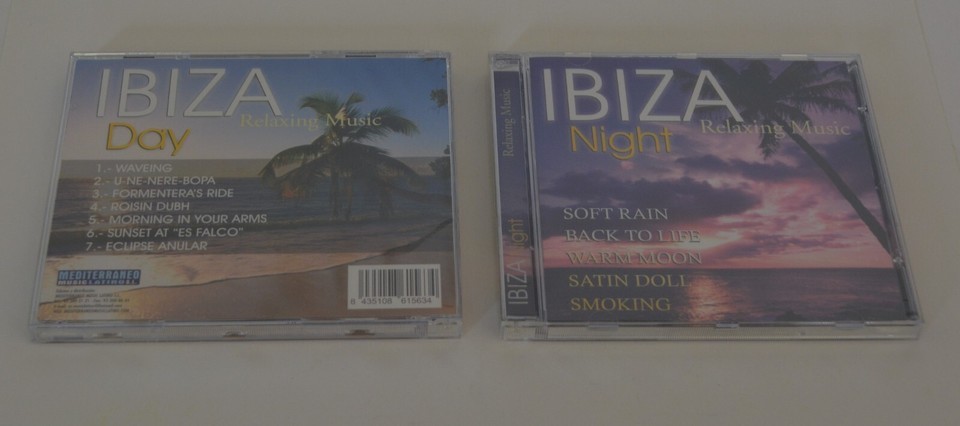 IBIZA
Day
Relaxing Music
1.- WAVEING
2.- U-NE-NERE-BOPA
3.- FORMENTERA'S RIDE
4.- ROISIN DUBH
5.- MORNING IN YOUR ARMS
6.- SUNSET AT "ES FALCO"
7.- ECLIPSE ANULAR
MEDITERRANEO
MUSIC LATINO S.L.
8 435108 615634
Relaxing Music
IBIZA Night
IBIZA
Night
Relaxing Music
SOFT RAIN
BACK TO LIFE
WARM MOON
SATIN DOLL
SMOKING